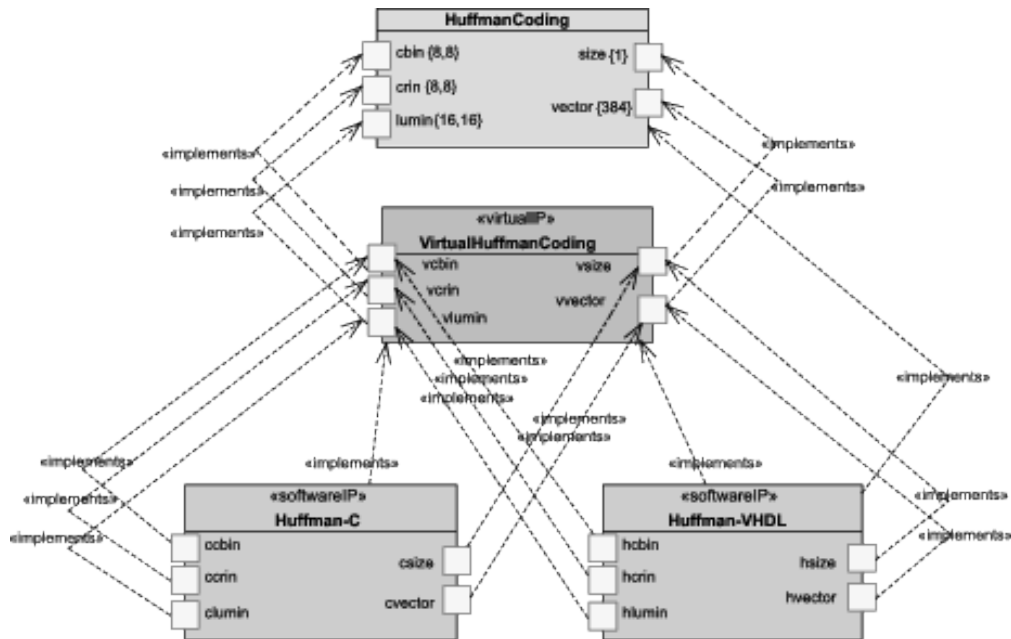 HuffmanCoding
cbin {8,8}
size {1}
crin {8,8}
vector {384}
lumin{16,16}
«implements»
«implements»
«implements»
«implements»
«implements»
«virtualIP»
VirtualHuffmanCoding
vcbin
vsize
vcrin
vvector
vlumin
«implements»
«implements»
«implements»
«implements»
«implements»
«implements»
«implements»
«implements»
«implements»
«implements»
«implements»
«implements»
«implements»
«softwareIP»
Huffman-C
«softwareIP»
Huffman-VHDL
ccbin
csize
ccrin
cvector
clumin
hcbin
hsize
hcrin
hvector
hlumin